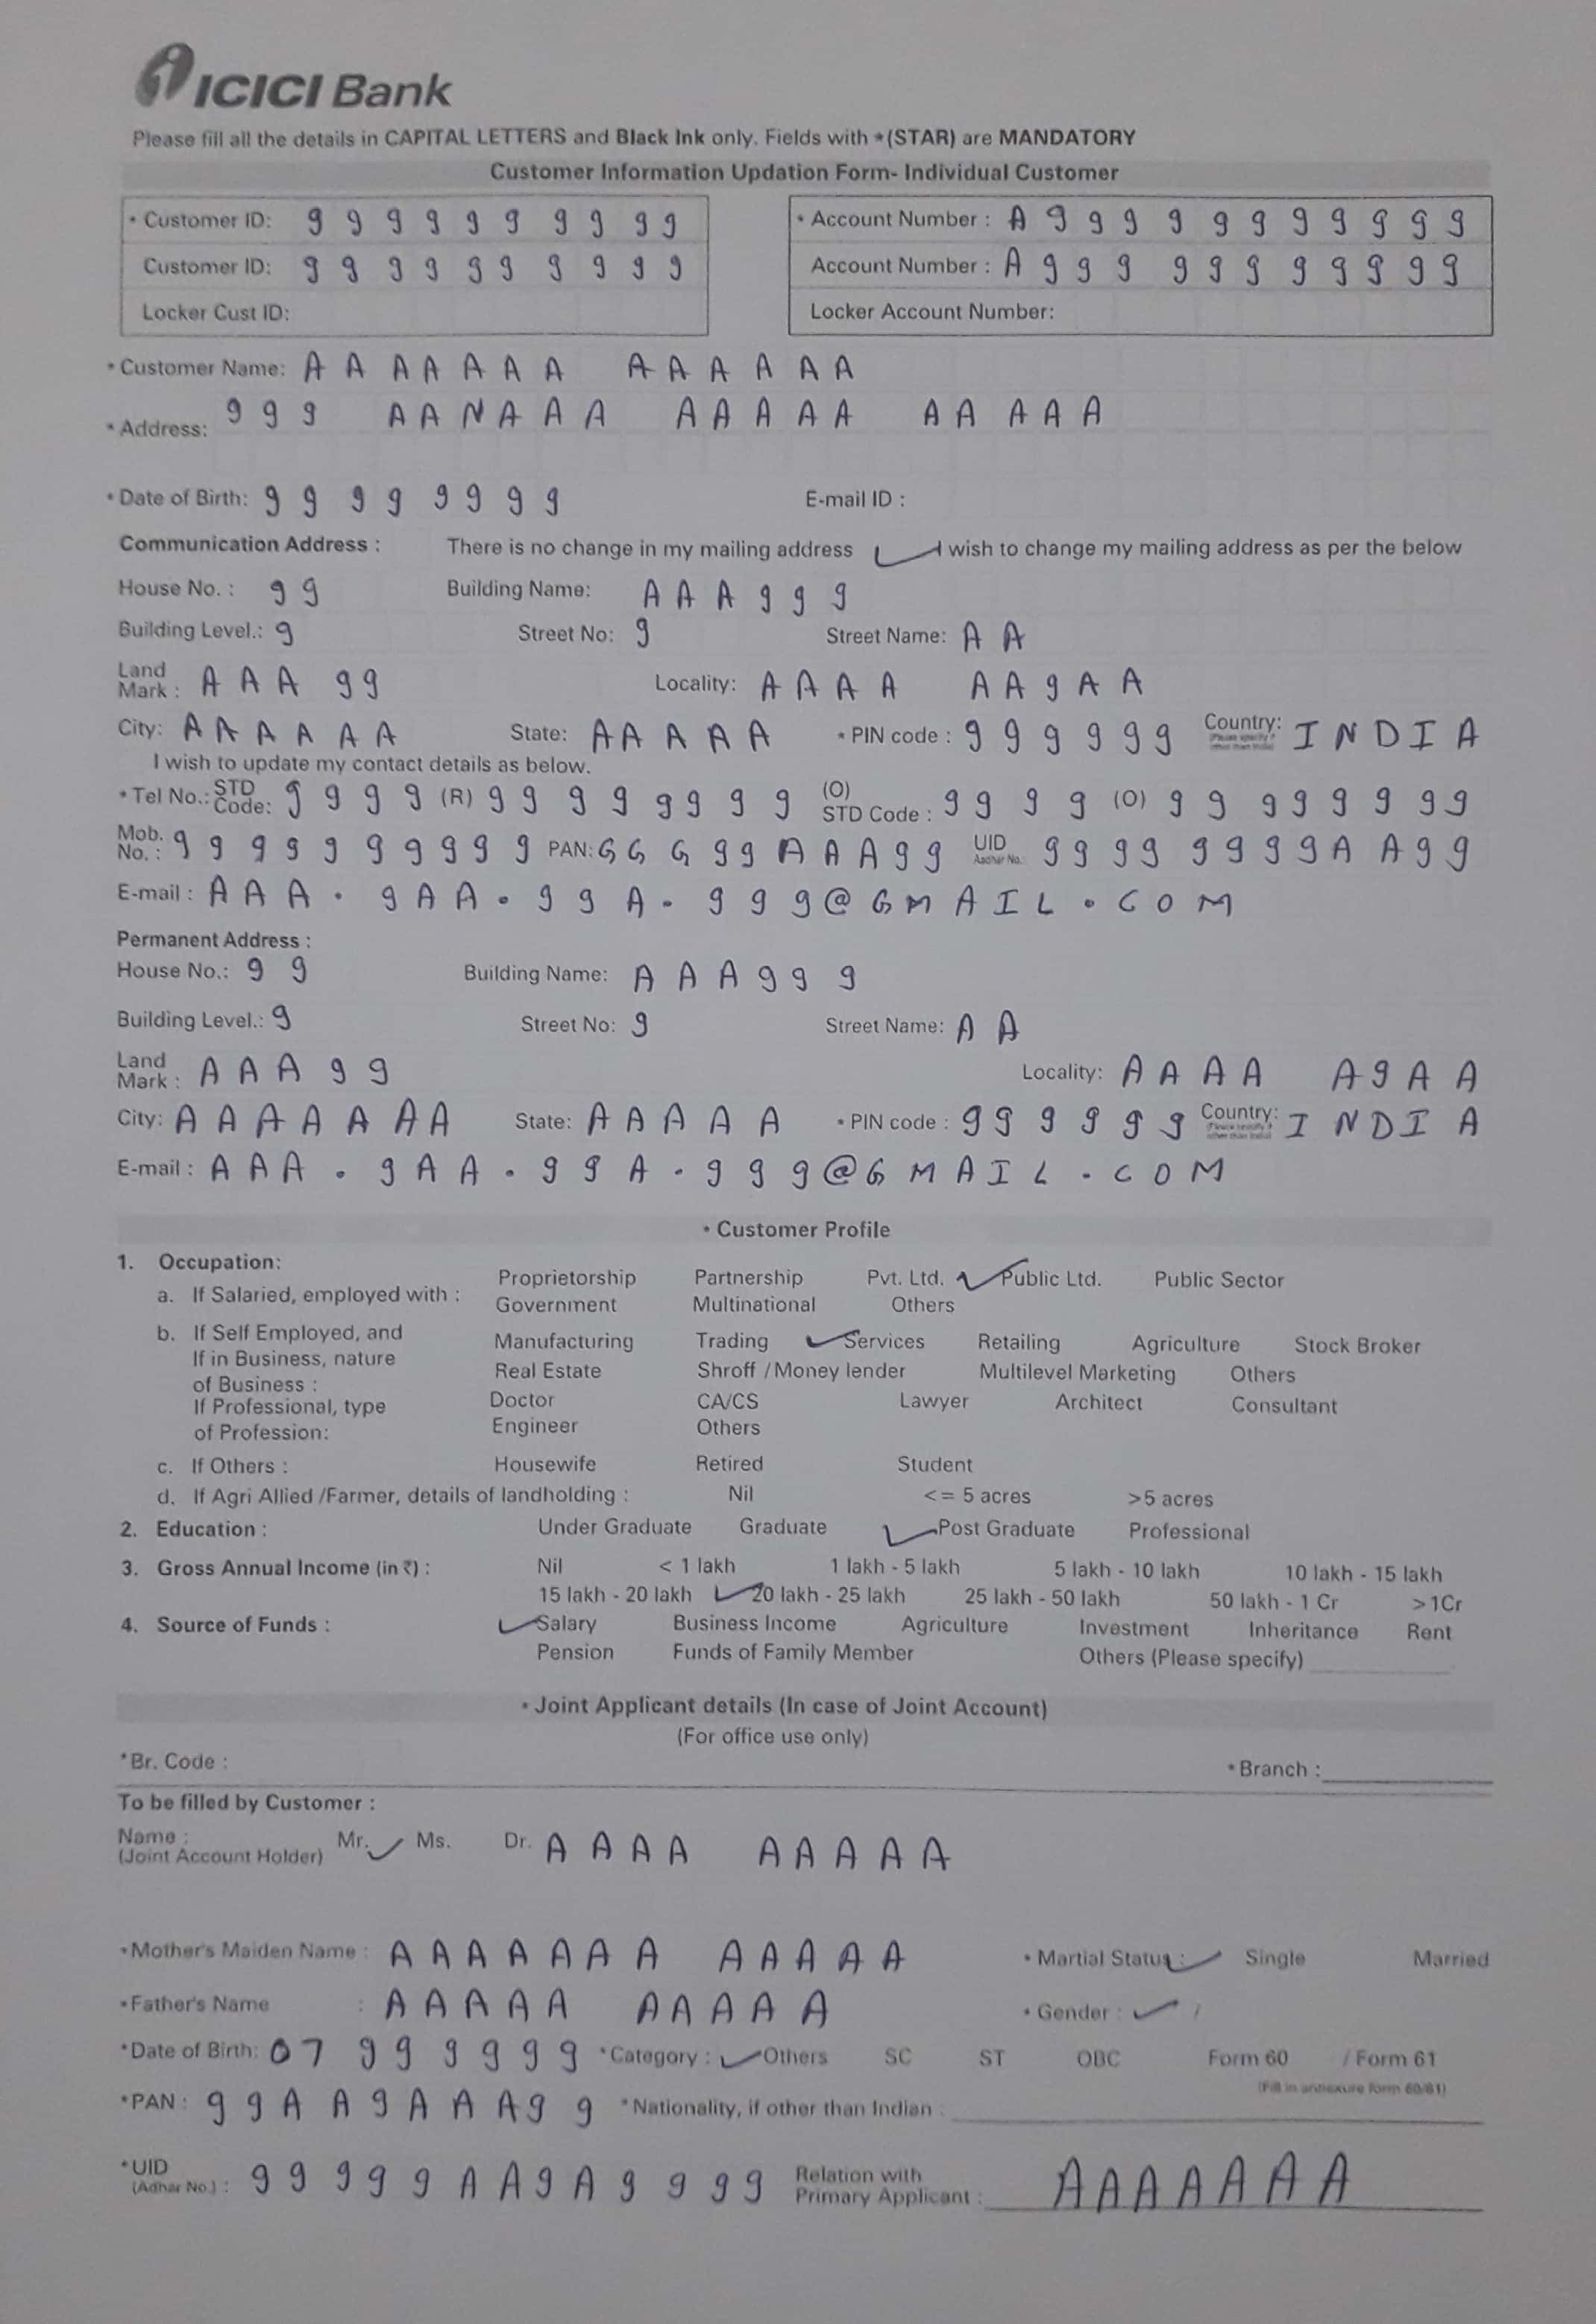 ICICI Bank
Please fill all the details in CAPITAL LETTERS and Black Ink only. Fields with *(STAR) are MANDATORY
Customer Information Updation Form- Individual Customer
* Customer ID: 9 9 9 9 9 9 9 9 9 9 * Account Number : A 9 9 9 9 9 9 9 9 9 9 9
Customer ID: 9 9 9 9 9 9 9 9 9 9 Account Number : A 9 9 9 9 9 9 9 9 9 9 9
Locker Cust ID: Locker Account Number:
* Customer Name: A A A A A A A A A A A A A
* Address: 9 9 9 A A N A A A A A A A A A A A A A
* Date of Birth: 9 9 9 9 9 9 9 9 E-mail ID :
Communication Address : There is no change in my mailing address I wish to change my mailing address as per the below
House No. : 9 9 Building Name: A A A 9 9 9
Building Level.: 9 Street No: 9 Street Name: A A
Land Mark : A A A 9 9 Locality: A A A A A A 9 A A
City: A A A A A A State: A A A A A * PIN code : 9 9 9 9 9 9 Country: (Please specify if other than India) I N D I A
I wish to update my contact details as below.
* Tel No.: STD Code: 9 9 9 9 (R) 9 9 9 9 9 9 9 9 (O) STD Code : 9 9 9 9 (O) 9 9 9 9 9 9 9 9
Mob. No. : 9 9 9 9 9 9 9 9 9 9 PAN: G G G 9 9 A A A 9 9 UID Aadhar No. 9 9 9 9 9 9 9 9 A A 9 9
E-mail : A A A . 9 A A . 9 9 A . 9 9 9 @ G M A I L . C O M
Permanent Address :
House No.: 9 9 Building Name: A A A 9 9 9
Building Level.: 9 Street No: 9 Street Name: A A
Land Mark : A A A 9 9 Locality: A A A A A 9 A A
City: A A A A A A A State: A A A A A * PIN code : 9 9 9 9 9 9 Country: (Please specify if other than India) I N D I A
E-mail : A A A . 9 A A . 9 9 A . 9 9 9 @ G M A I L . C O M
* Customer Profile
1. Occupation:
a. If Salaried, employed with : Proprietorship Partnership Pvt. Ltd. Public Ltd. Public Sector
Government Multinational Others
b. If Self Employed, and If in Business, nature of Business : Manufacturing Trading Services Retailing Agriculture Stock Broker
Real Estate Shroff /Money lender Multilevel Marketing Others
If Professional, type of Profession: Doctor CA/CS Lawyer Architect Consultant
Engineer Others
c. If Others : Housewife Retired Student
d. If Agri Allied /Farmer, details of landholding : Nil <= 5 acres >5 acres
2. Education : Under Graduate Graduate Post Graduate Professional
3. Gross Annual Income (in ₹) : Nil < 1 lakh 1 lakh - 5 lakh 5 lakh - 10 lakh 10 lakh - 15 lakh
15 lakh - 20 lakh 20 lakh - 25 lakh 25 lakh - 50 lakh 50 lakh - 1 Cr >1Cr
4. Source of Funds : Salary Business Income Agriculture Investment Inheritance Rent
Pension Funds of Family Member Others (Please specify)
* Joint Applicant details (In case of Joint Account)
(For office use only)
*Br. Code : * Branch :
To be filled by Customer :
Name : (Joint Account Holder) Mr. Ms. Dr. A A A A A A A A A
*Mother's Maiden Name : A A A A A A A A A A A A * Martial Status : Single Married
*Father's Name : A A A A A A A A A A * Gender : /
*Date of Birth: 0 7 9 9 9 9 9 9 *Category : Others SC ST OBC Form 60 / Form 61
(Fill in annexure form 60/61)
*PAN : 9 9 A A 9 A A A 9 9 *Nationality, if other than Indian :
*UID (Adhar No.) : 9 9 9 9 9 A A 9 A 9 9 9 9 Relation with Primary Applicant : A A A A A A A